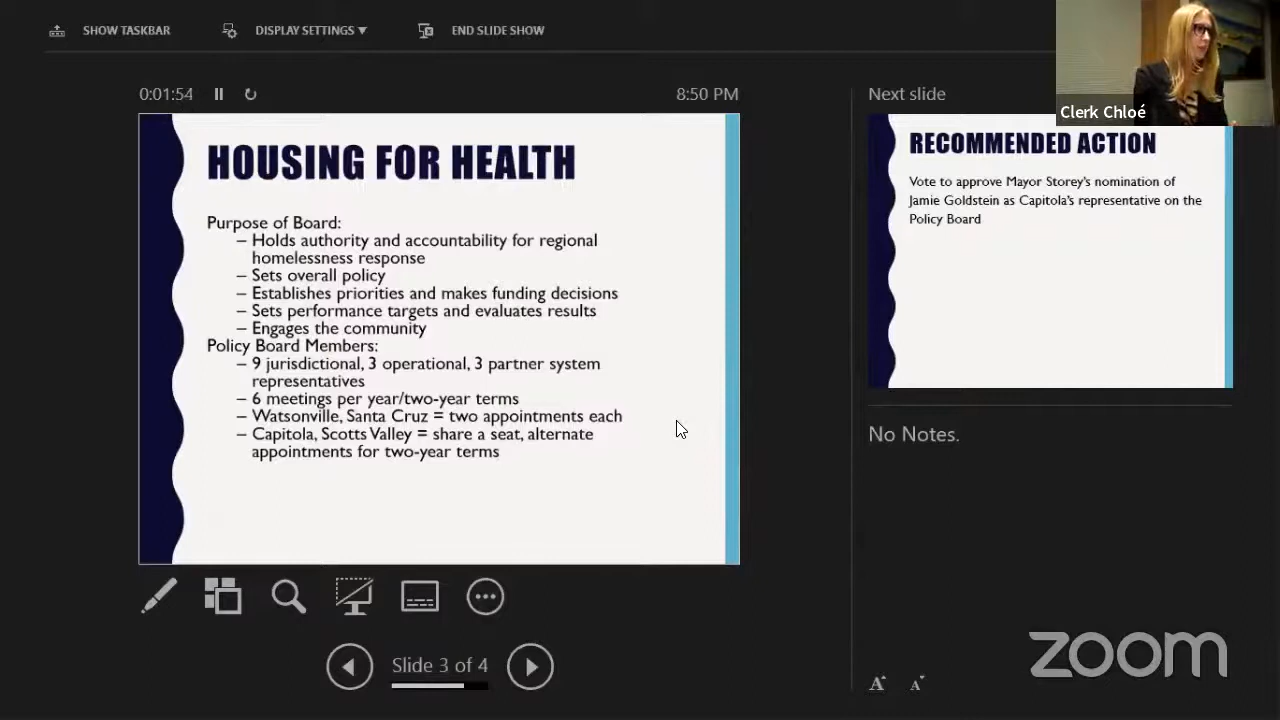 SHOW TASKBAR
DISPLAY SETTINGS ▼
END SLIDE SHOW
0:01:54
8:50 PM
Next slide
Clerk Chloé
HOUSING FOR HEALTH
Purpose of Board:
– Holds authority and accountability for regional
homelessness response
– Sets overall policy
– Establishes priorities and makes funding decisions
– Sets performance targets and evaluates results
– Engages the community
Policy Board Members:
– 9 jurisdictional, 3 operational, 3 partner system
representatives
– 6 meetings per year/two-year terms
– Watsonville, Santa Cruz = two appointments each
– Capitola, Scotts Valley = share a seat, alternate
appointments for two-year terms
RECOMMENDED ACTION
Vote to approve Mayor Storey's nomination of
Jamie Goldstein as Capitola's representative on the
Policy Board
No Notes.
Slide 3 of 4
A A
zoom